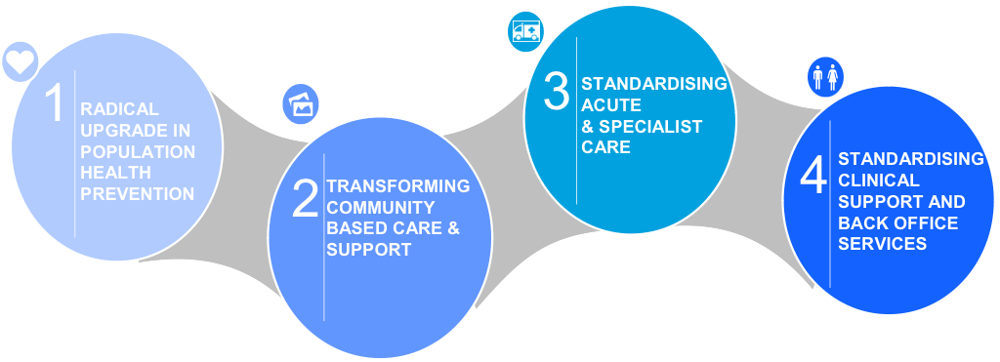 1
RADICAL
UPGRADE IN
POPULATION
HEALTH
PREVENTION
2
TRANSFORMING
COMMUNITY
BASED CARE &
SUPPORT
3
STANDARDISING
ACUTE
& SPECIALIST
CARE
4
STANDARDISING
CLINICAL
SUPPORT AND
BACK OFFICE
SERVICES